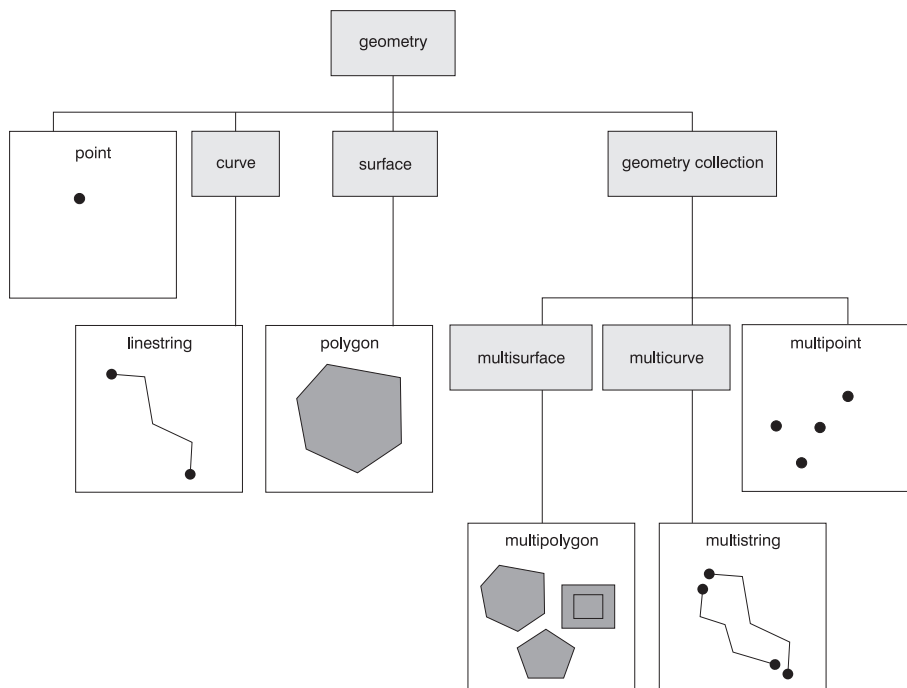 geometry
point
curve
surface
geometry collection
linestring
polygon
multisurface
multicurve
multipoint
multipolygon
multistring